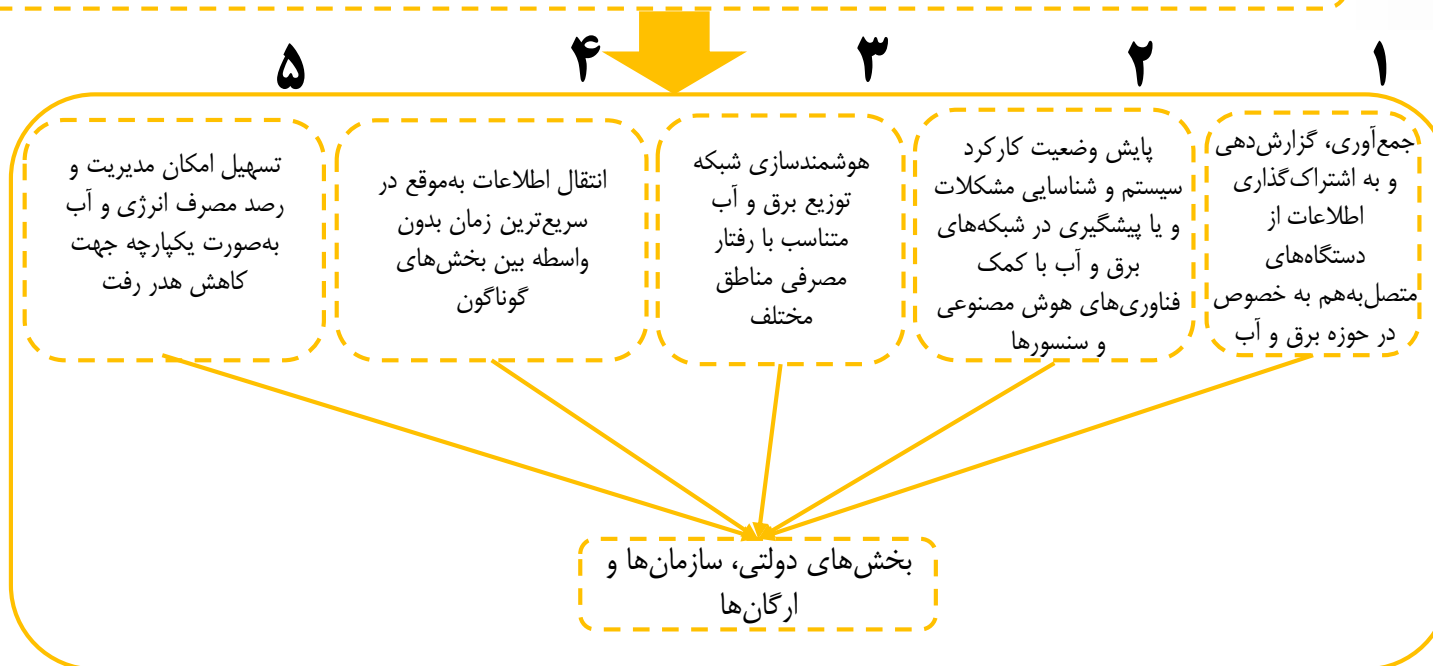 ۱
۲
۳
۴
۵
جمع‌آوری، گزارش‌دهی
و به اشتراک‌گذاری
اطلاعات از
دستگاه‌های
متصل‌به‌هم به خصوص
در حوزه برق و آب
پایش وضعیت کارکرد
سیستم و شناسایی مشکلات
و یا پیشگیری در شبکه‌های
برق و آب با کمک
فناوری‌های هوش مصنوعی
و سنسورها
هوشمندسازی شبکه
توزیع برق و آب
متناسب با رفتار
مصرفی مناطق
مختلف
انتقال اطلاعات به‌موقع در
سریع‌ترین زمان بدون
واسطه بین بخش‌های
گوناگون
تسهیل امکان مدیریت و
رصد مصرف انرژی و آب
به‌صورت یکپارچه جهت
کاهش هدر رفت
بخش‌های دولتی، سازمان‌ها و
ارگان‌ها